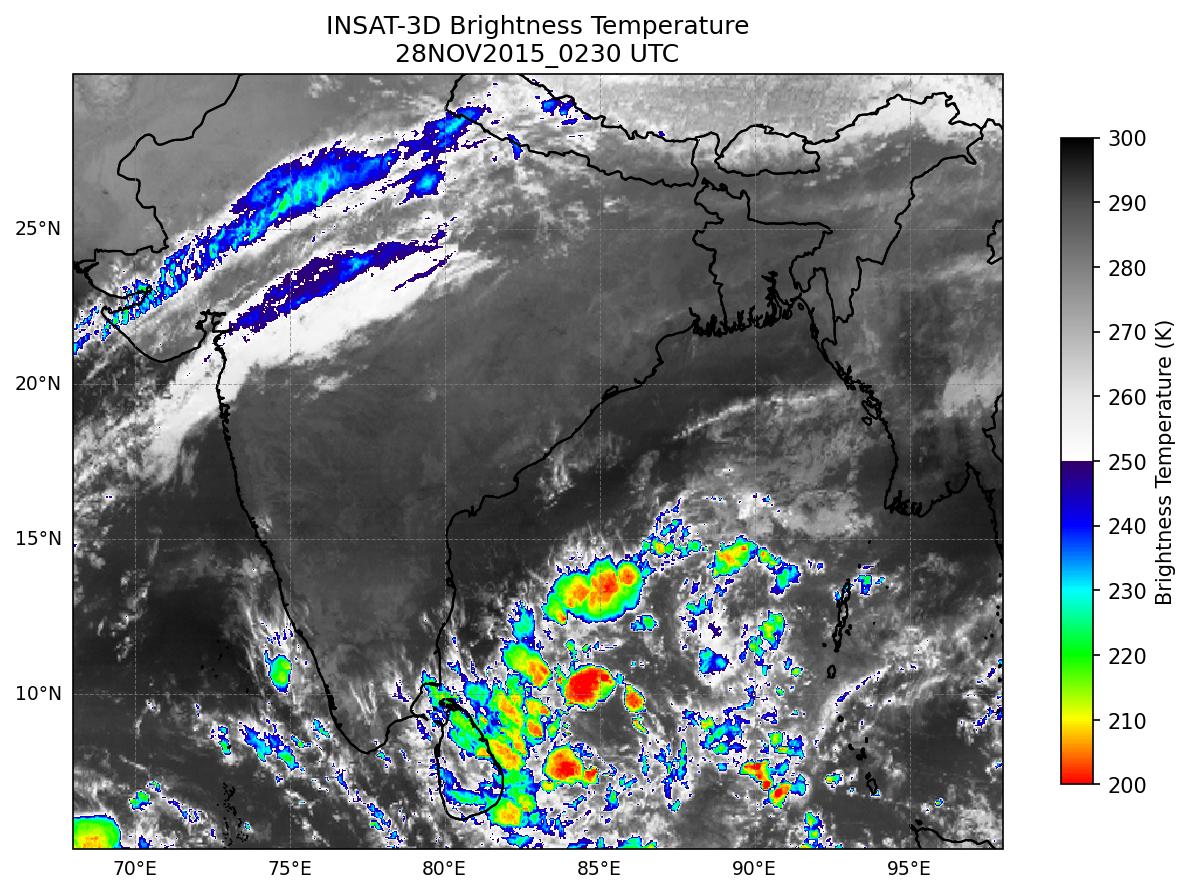 INSAT-3D Brightness Temperature
28NOV2015_0230 UTC
25°N
20°N
15°N
10°N
70°E
75°E
80°E
85°E
90°E
95°E
300
290
280
270
260
250
240
230
220
210
200
Brightness Temperature (K)